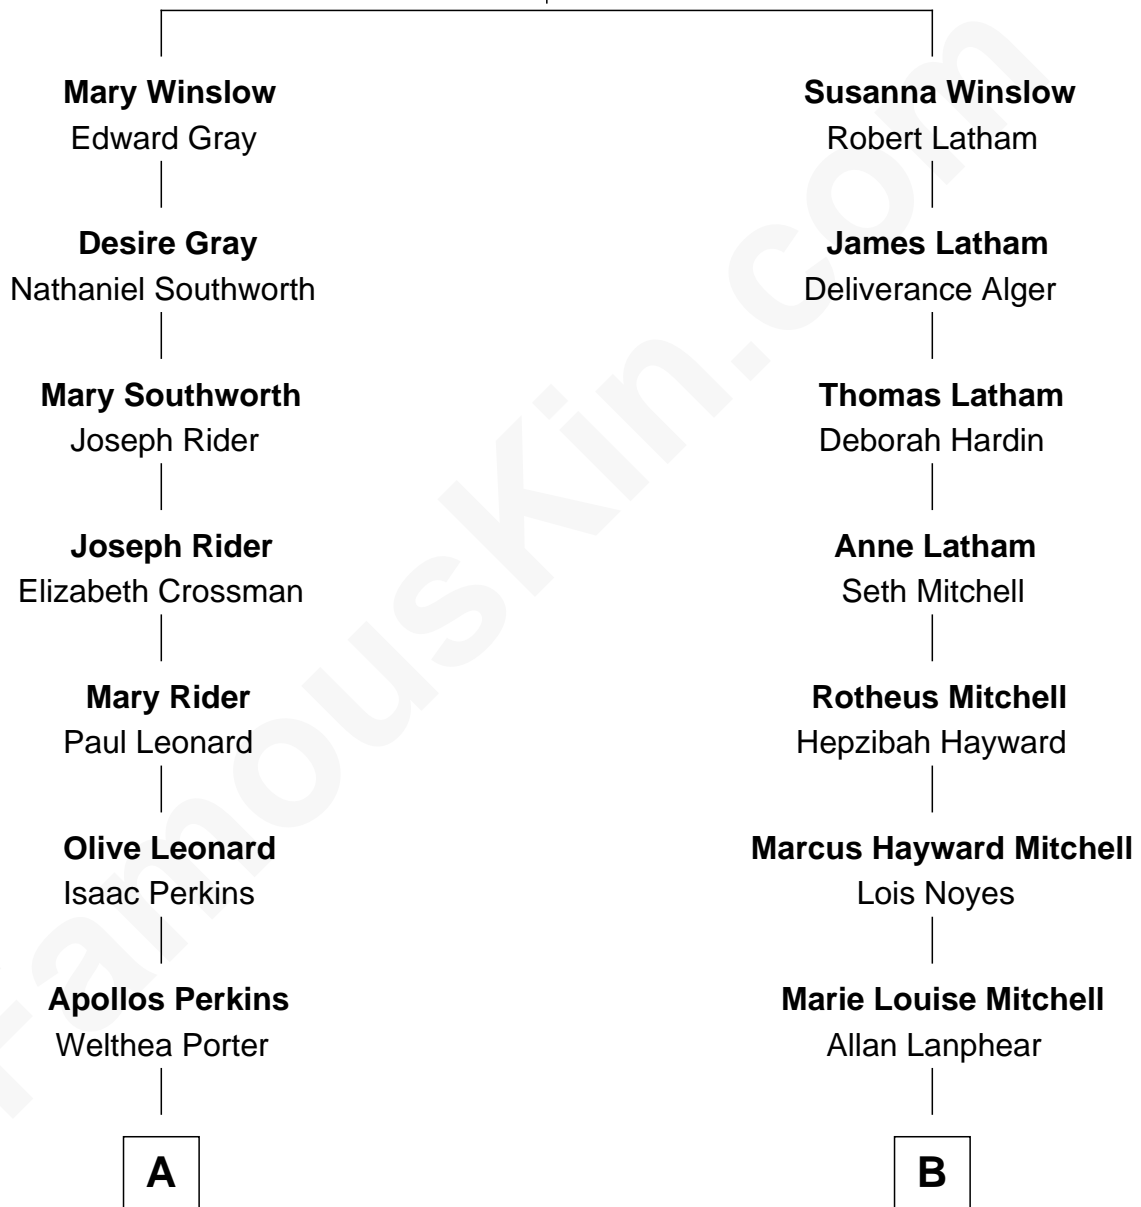 Mary Winslow
Edward Gray
Desire Gray
Nathaniel Southworth
Mary Southworth
Joseph Rider
Joseph Rider
Elizabeth Crossman
Mary Rider
Paul Leonard
Olive Leonard
Isaac Perkins
Apollos Perkins
Welthea Porter
A
Susanna Winslow
Robert Latham
James Latham
Deliverance Alger
Thomas Latham
Deborah Hardin
Anne Latham
Seth Mitchell
Rotheus Mitchell
Hepzibah Hayward
Marcus Hayward Mitchell
Lois Noyes
Marie Louise Mitchell
Allan Lanphear
B
FamousKin.com